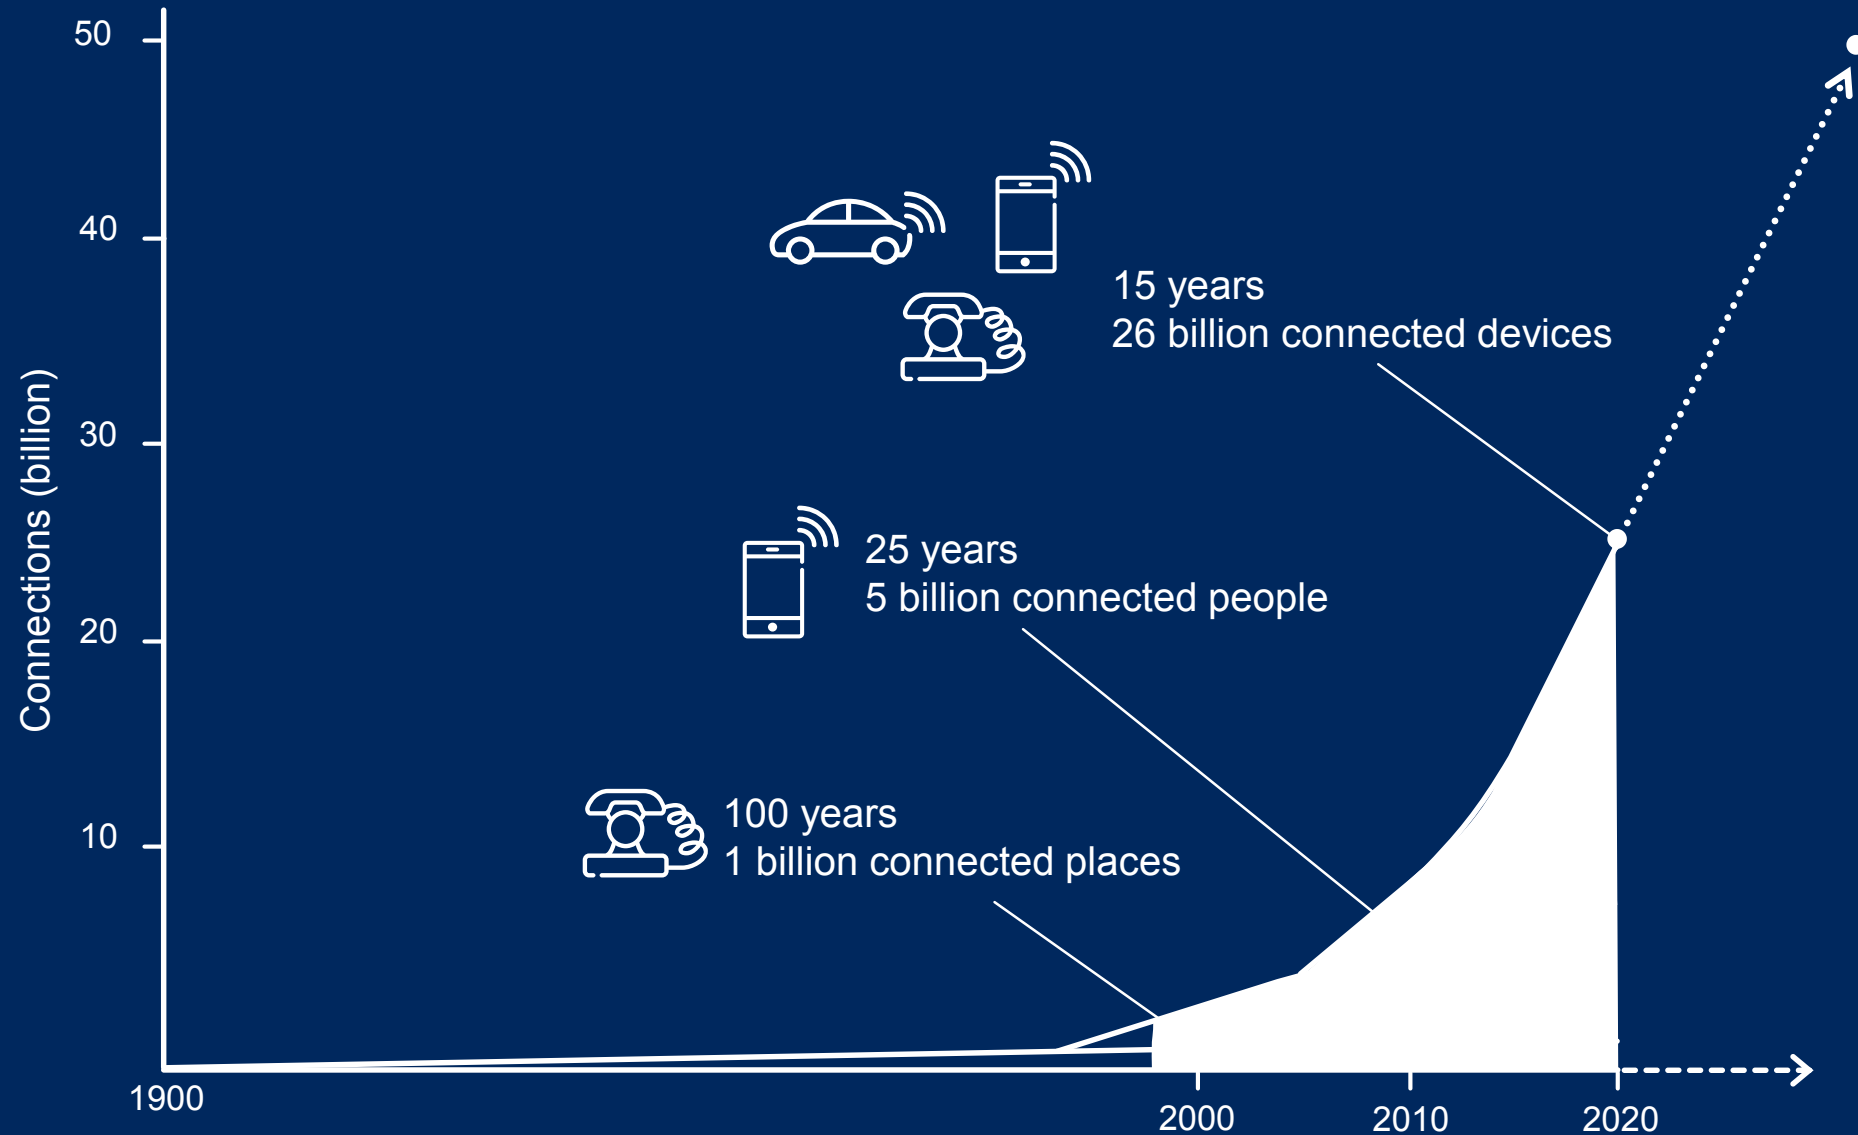 50
40
30
20
10
Connections (billion)
15 years
26 billion connected devices
25 years
5 billion connected people
100 years
1 billion connected places
1900
2000
2010
2020